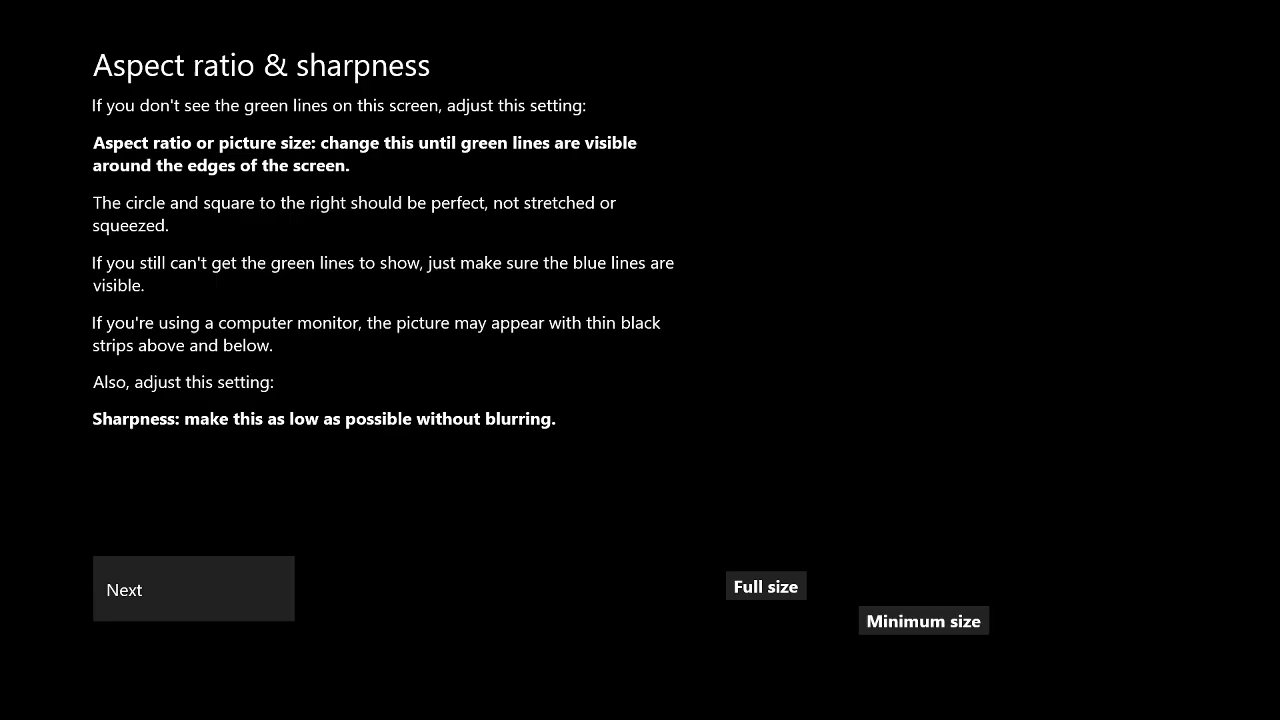 Aspect ratio & sharpness
If you don't see the green lines on this screen, adjust this setting:
Aspect ratio or picture size: change this until green lines are visible
around the edges of the screen.
The circle and square to the right should be perfect, not stretched or
squeezed.
If you still can't get the green lines to show, just make sure the blue lines are
visible.
If you're using a computer monitor, the picture may appear with thin black
strips above and below.
Also, adjust this setting:
Sharpness: make this as low as possible without blurring.
Next
Full size
Minimum size